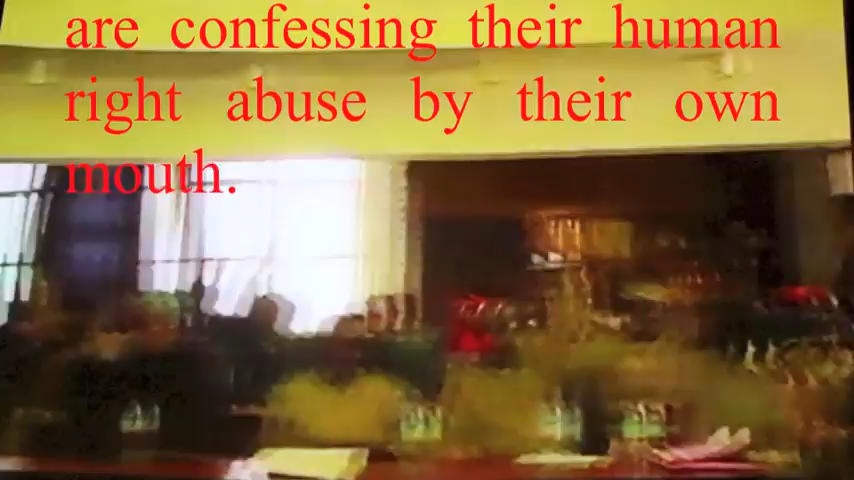 are confessing their human
right abuse by their own
mouth.